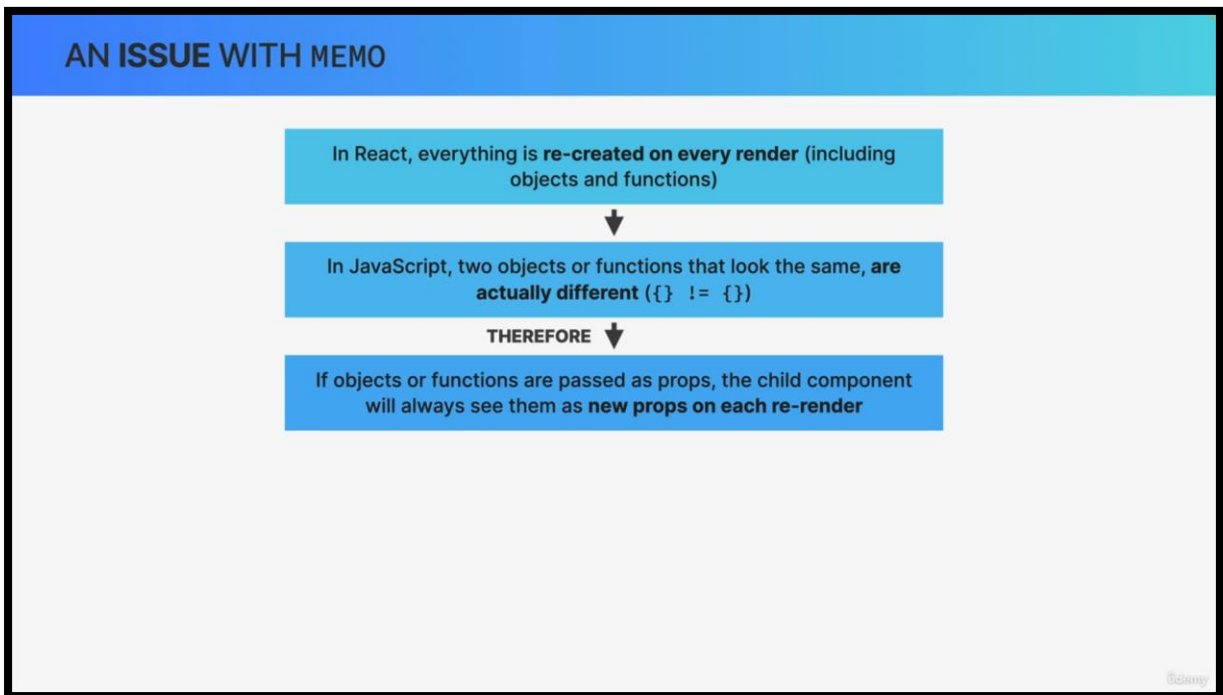 AN ISSUE WITH MEMO
In React, everything is re-created on every render (including
objects and functions)
In JavaScript, two objects or functions that look the same, are
actually different ({} != {})
THEREFORE
If objects or functions are passed as props, the child component
will always see them as new props on each re-render
Udemy